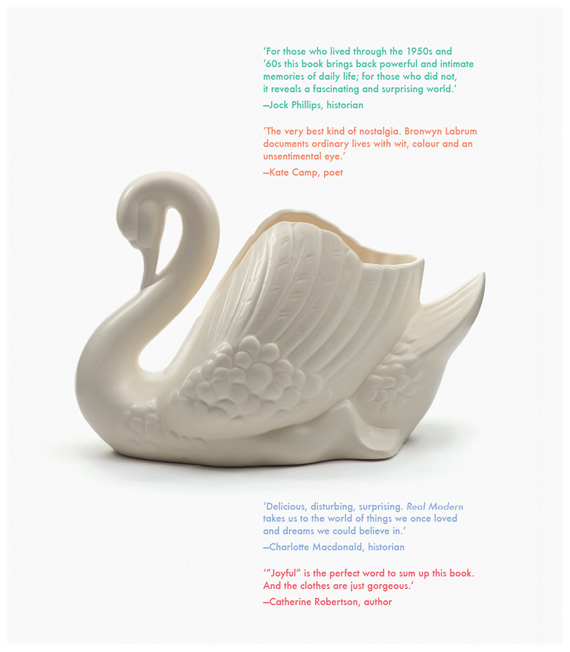 ‘For those who lived through the 1950s and
’60s this book brings back powerful and intimate
memories of daily life; for those who did not,
it reveals a fascinating and surprising world.’
—Jock Phillips, historian
‘The very best kind of nostalgia. Bronwyn Labrum
documents ordinary lives with wit, colour and an
unsentimental eye.’
—Kate Camp, poet
‘Delicious, disturbing, surprising. Real Modern
takes us to the world of things we once loved
and dreams we could believe in.’
—Charlotte Macdonald, historian
‘“Joyful” is the perfect word to sum up this book.
And the clothes are just gorgeous.’
—Catherine Robertson, author